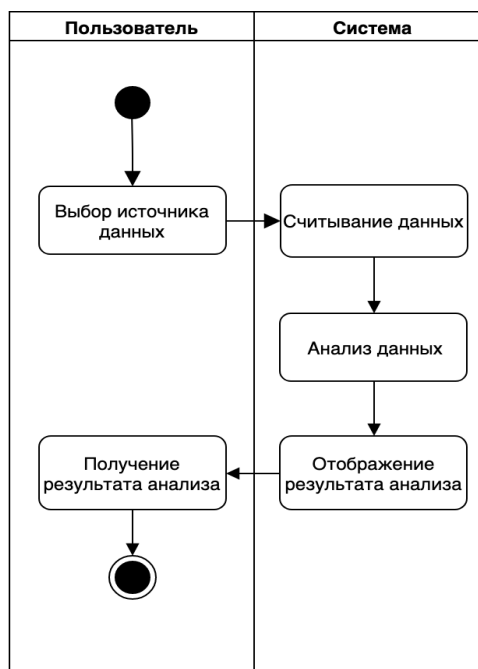 Пользователь
Система
Выбор источника
данных
Считывание данных
Анализ данных
Отображение
результата анализа
Получение
результата анализа